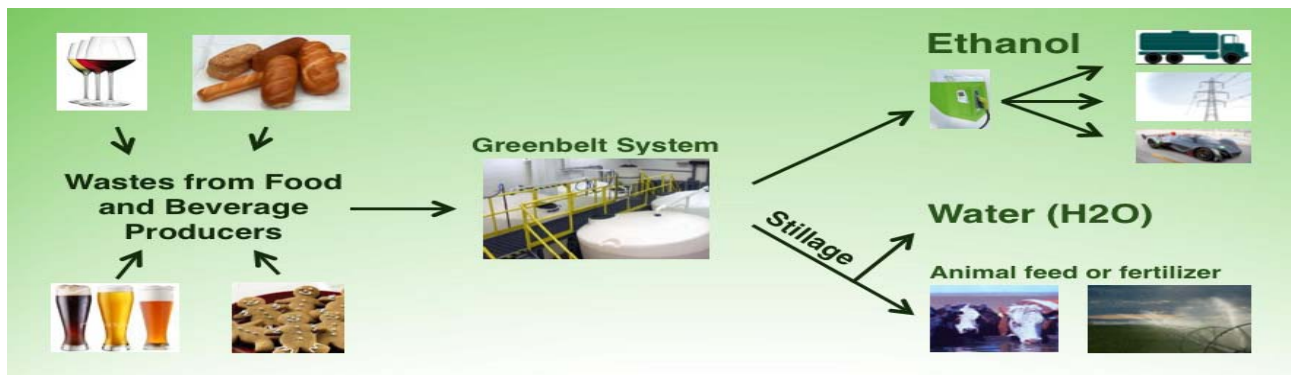 Ethanol
Greenbelt System
Wastes from Food
and Beverage
Producers
Stillage
Water (H2O)
Animal feed or fertilizer